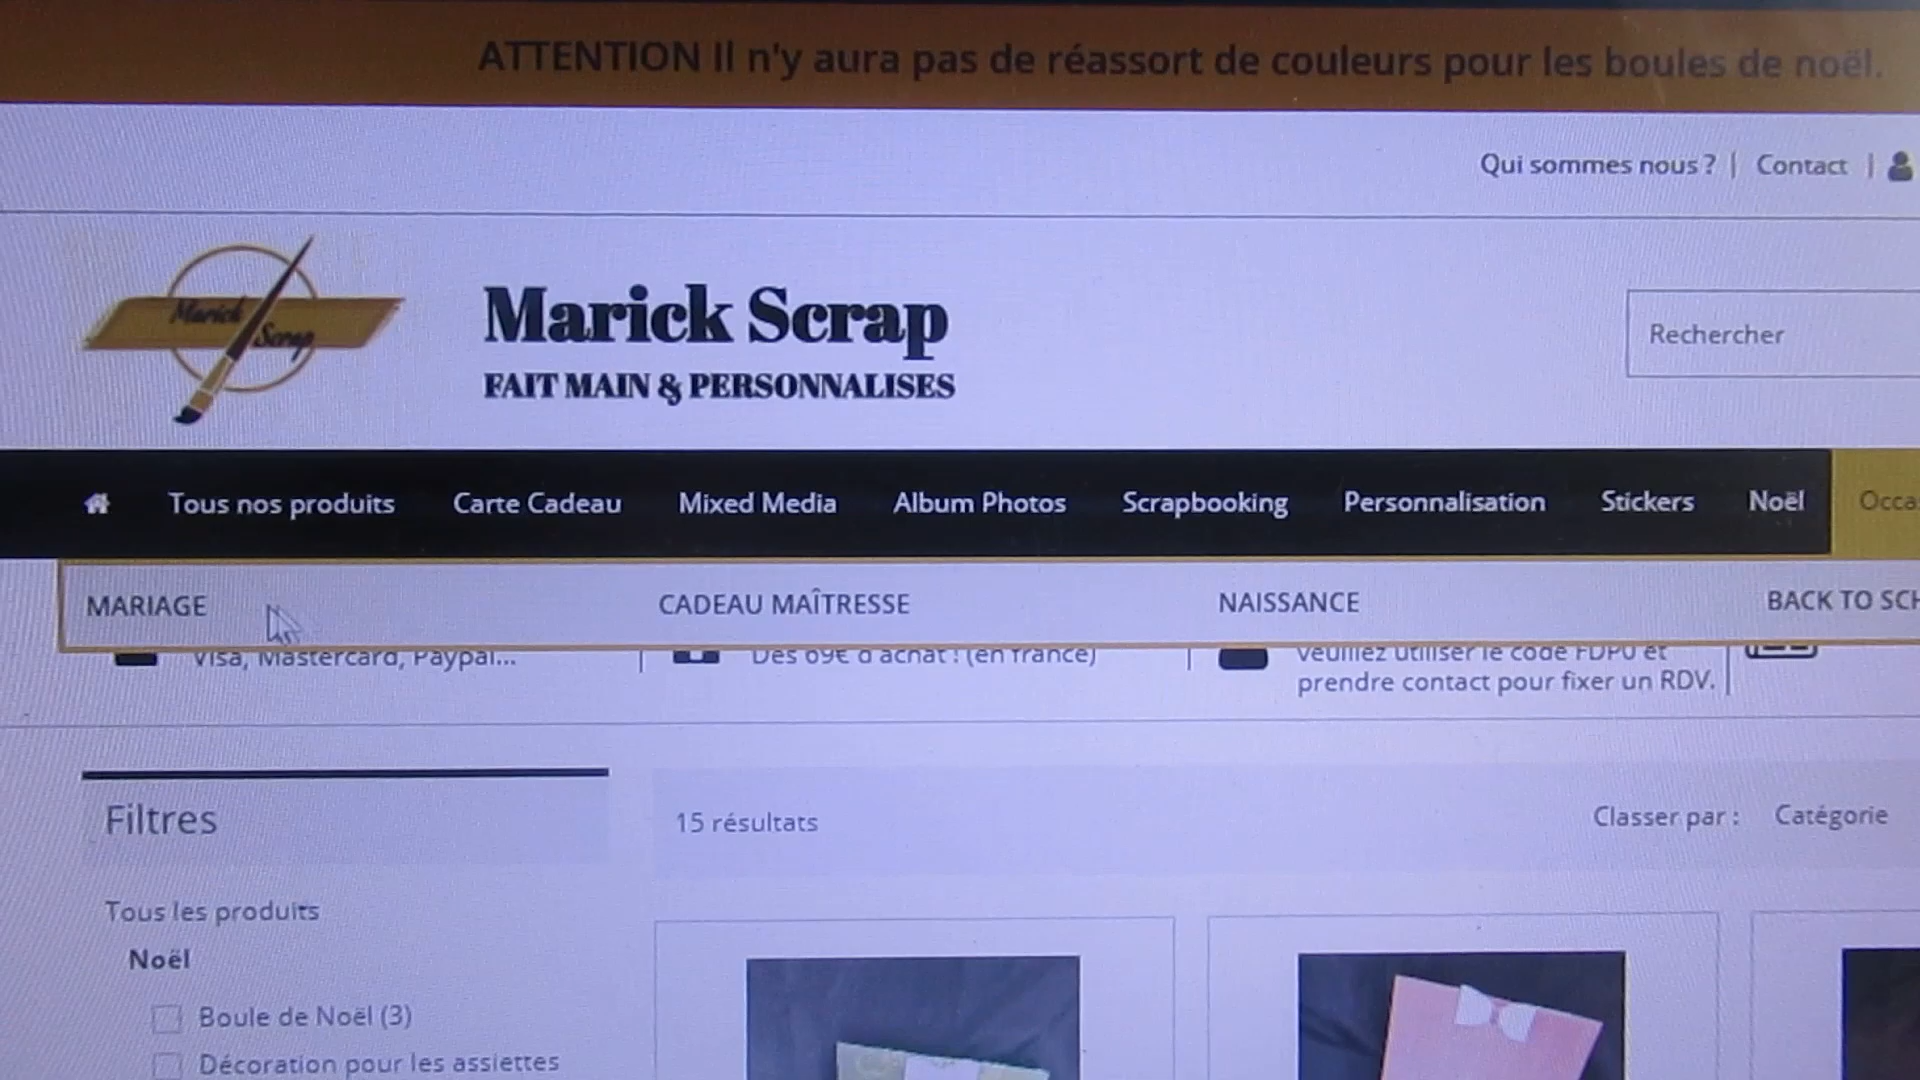 ATTENTION Il n'y aura pas de réassort de couleurs pour les boules de noël.
Qui sommes nous ? | Contact |
Marick Scrap
Marick Scrap
FAIT MAIN & PERSONNALISES
Rechercher
Tous nos produits Carte Cadeau Mixed Media Album Photos Scrapbooking Personnalisation Stickers Noël Occa
MARIAGE CADEAU MAÎTRESSE NAISSANCE BACK TO SCH
Visa, Mastercard, Paypal... | Dès 69€ d'achat ! (en france) | Veuillez utiliser le code FDP0 et
prendre contact pour fixer un RDV.
Filtres
15 résultats
Classer par : Catégorie
Tous les produits
Noël
Boule de Noël (3)
Décoration pour les assiettes